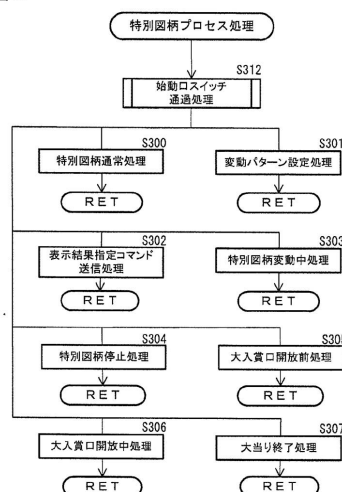 特別図柄プロセス処理
S312
始動口スイッチ
通過処理
S300
特別図柄通常処理
RET
S301
変動パターン設定処理
RET
S302
表示結果指定コマンド
送信処理
RET
S303
特別図柄変動中処理
RET
S304
特別図柄停止処理
RET
S305
大入賞口開放前処理
RET
S306
大入賞口開放中処理
RET
S307
大当り終了処理
RET